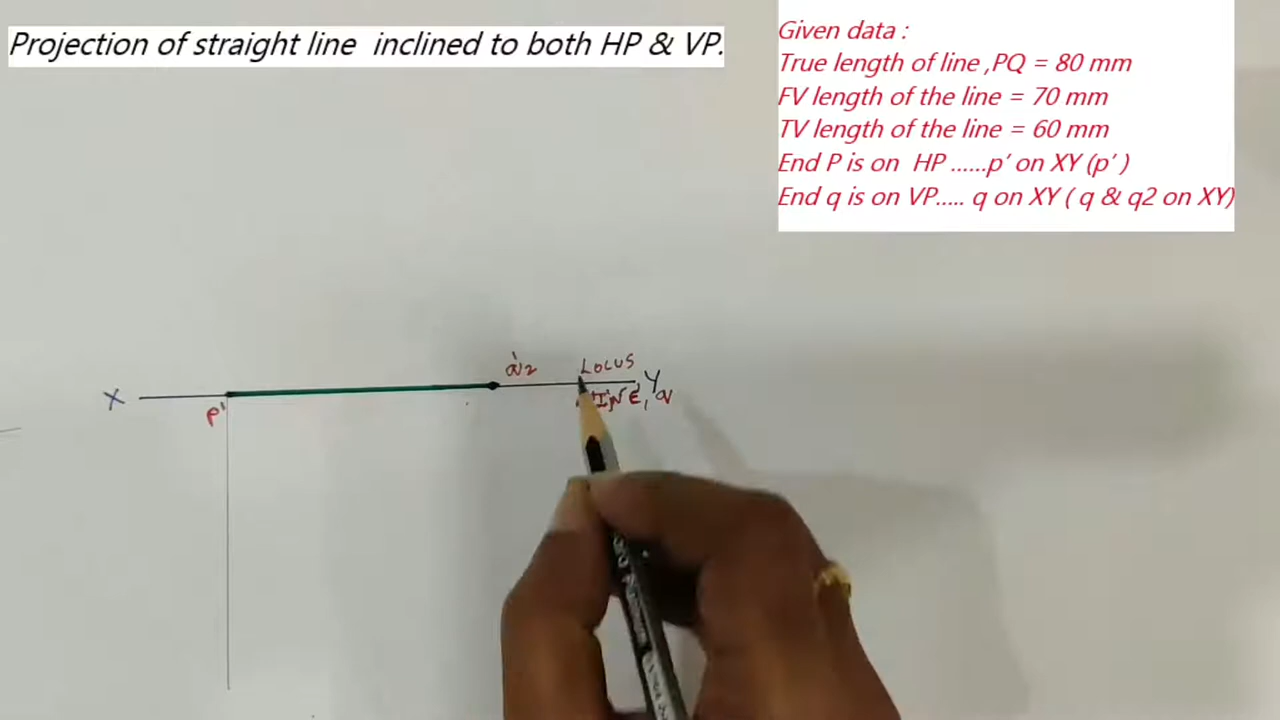 Projection of straight line inclined to both HP & VP.
Given data :
True length of line ,PQ = 80 mm
FV length of the line = 70 mm
TV length of the line = 60 mm
End P is on HP ......p’ on XY (p’ )
End q is on VP..... q on XY ( q & q2 on XY)
LOCUS
X
Y
p'